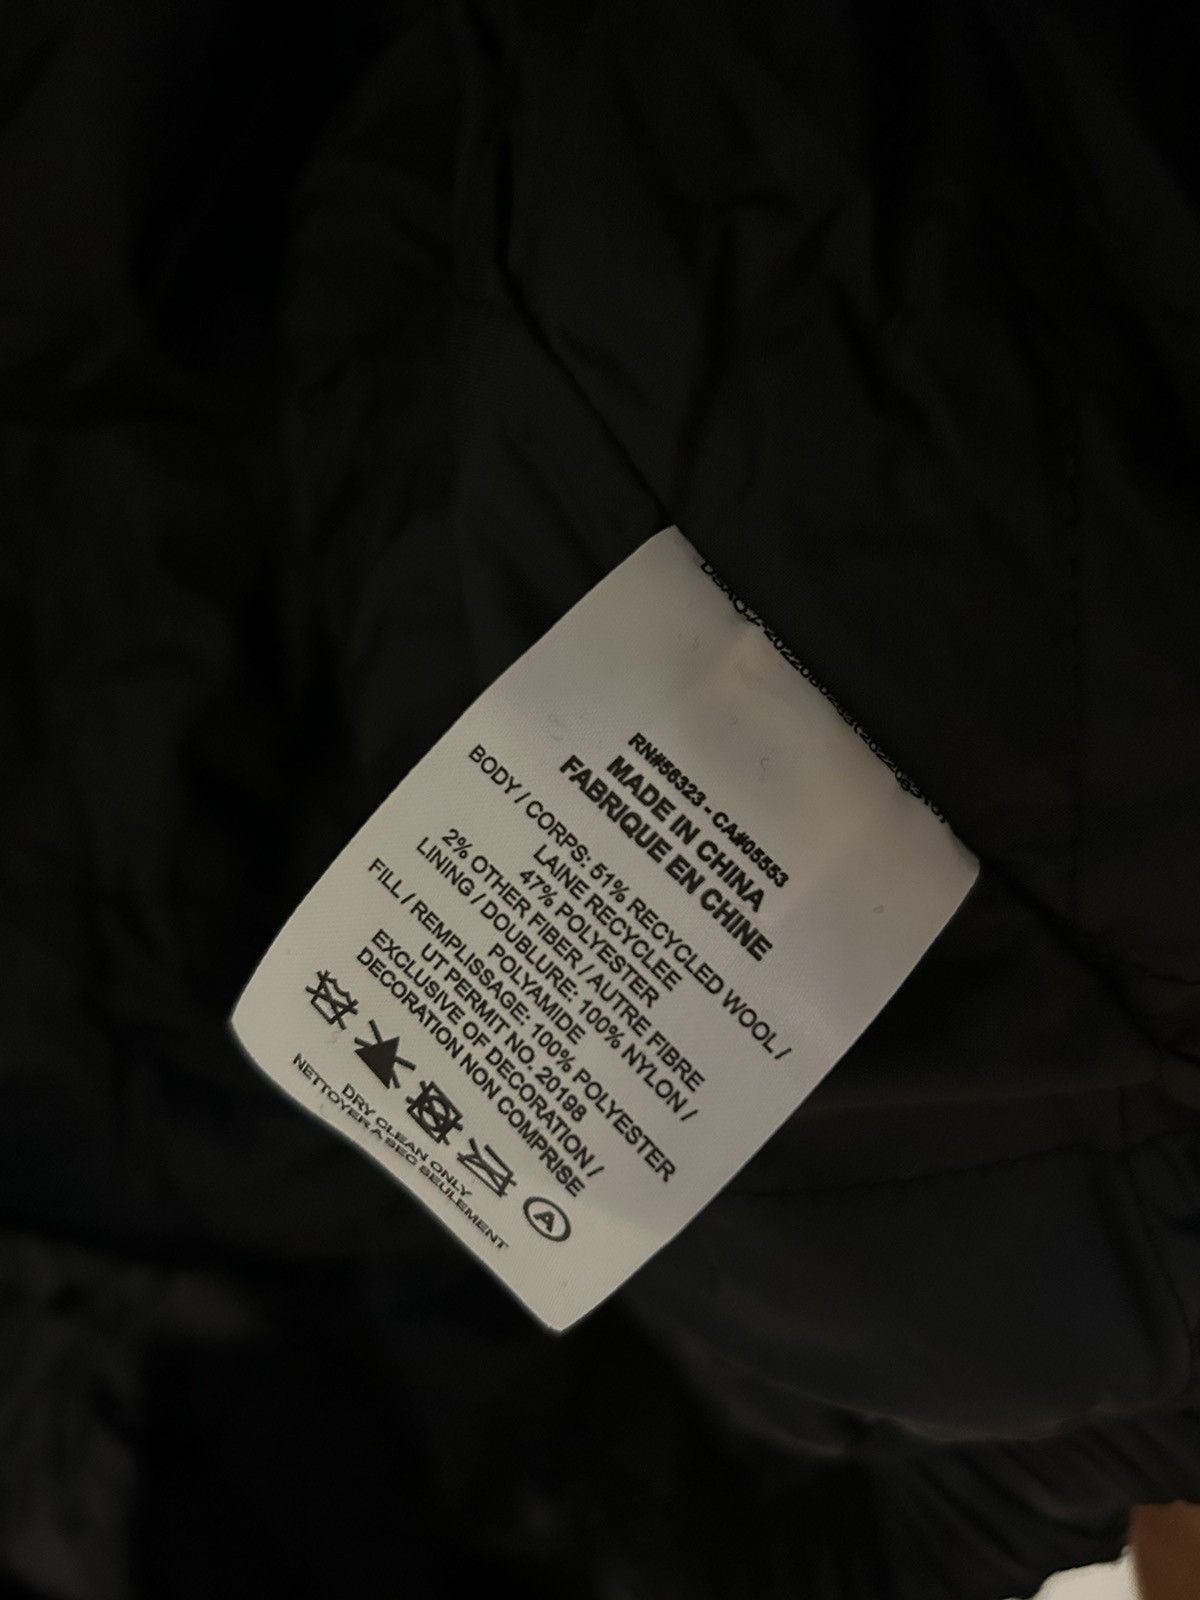 RN#56323 - CA#05553
MADE IN CHINA
FABRIQUE EN CHINE
BODY / CORPS: 51% RECYCLED WOOL /
LAINE RECYCLEE
47% POLYESTER
2% OTHER FIBER / AUTRE FIBRE
LINING / DOUBLURE: 100% NYLON /
POLYAMIDE
FILL / REMPLISSAGE: 100% POLYESTER
UT PERMIT NO. 20198
EXCLUSIVE OF DECORATION /
DECORATION NON COMPRISE
A
DRY CLEAN ONLY
NETTOYER A SEC SEULEMENT